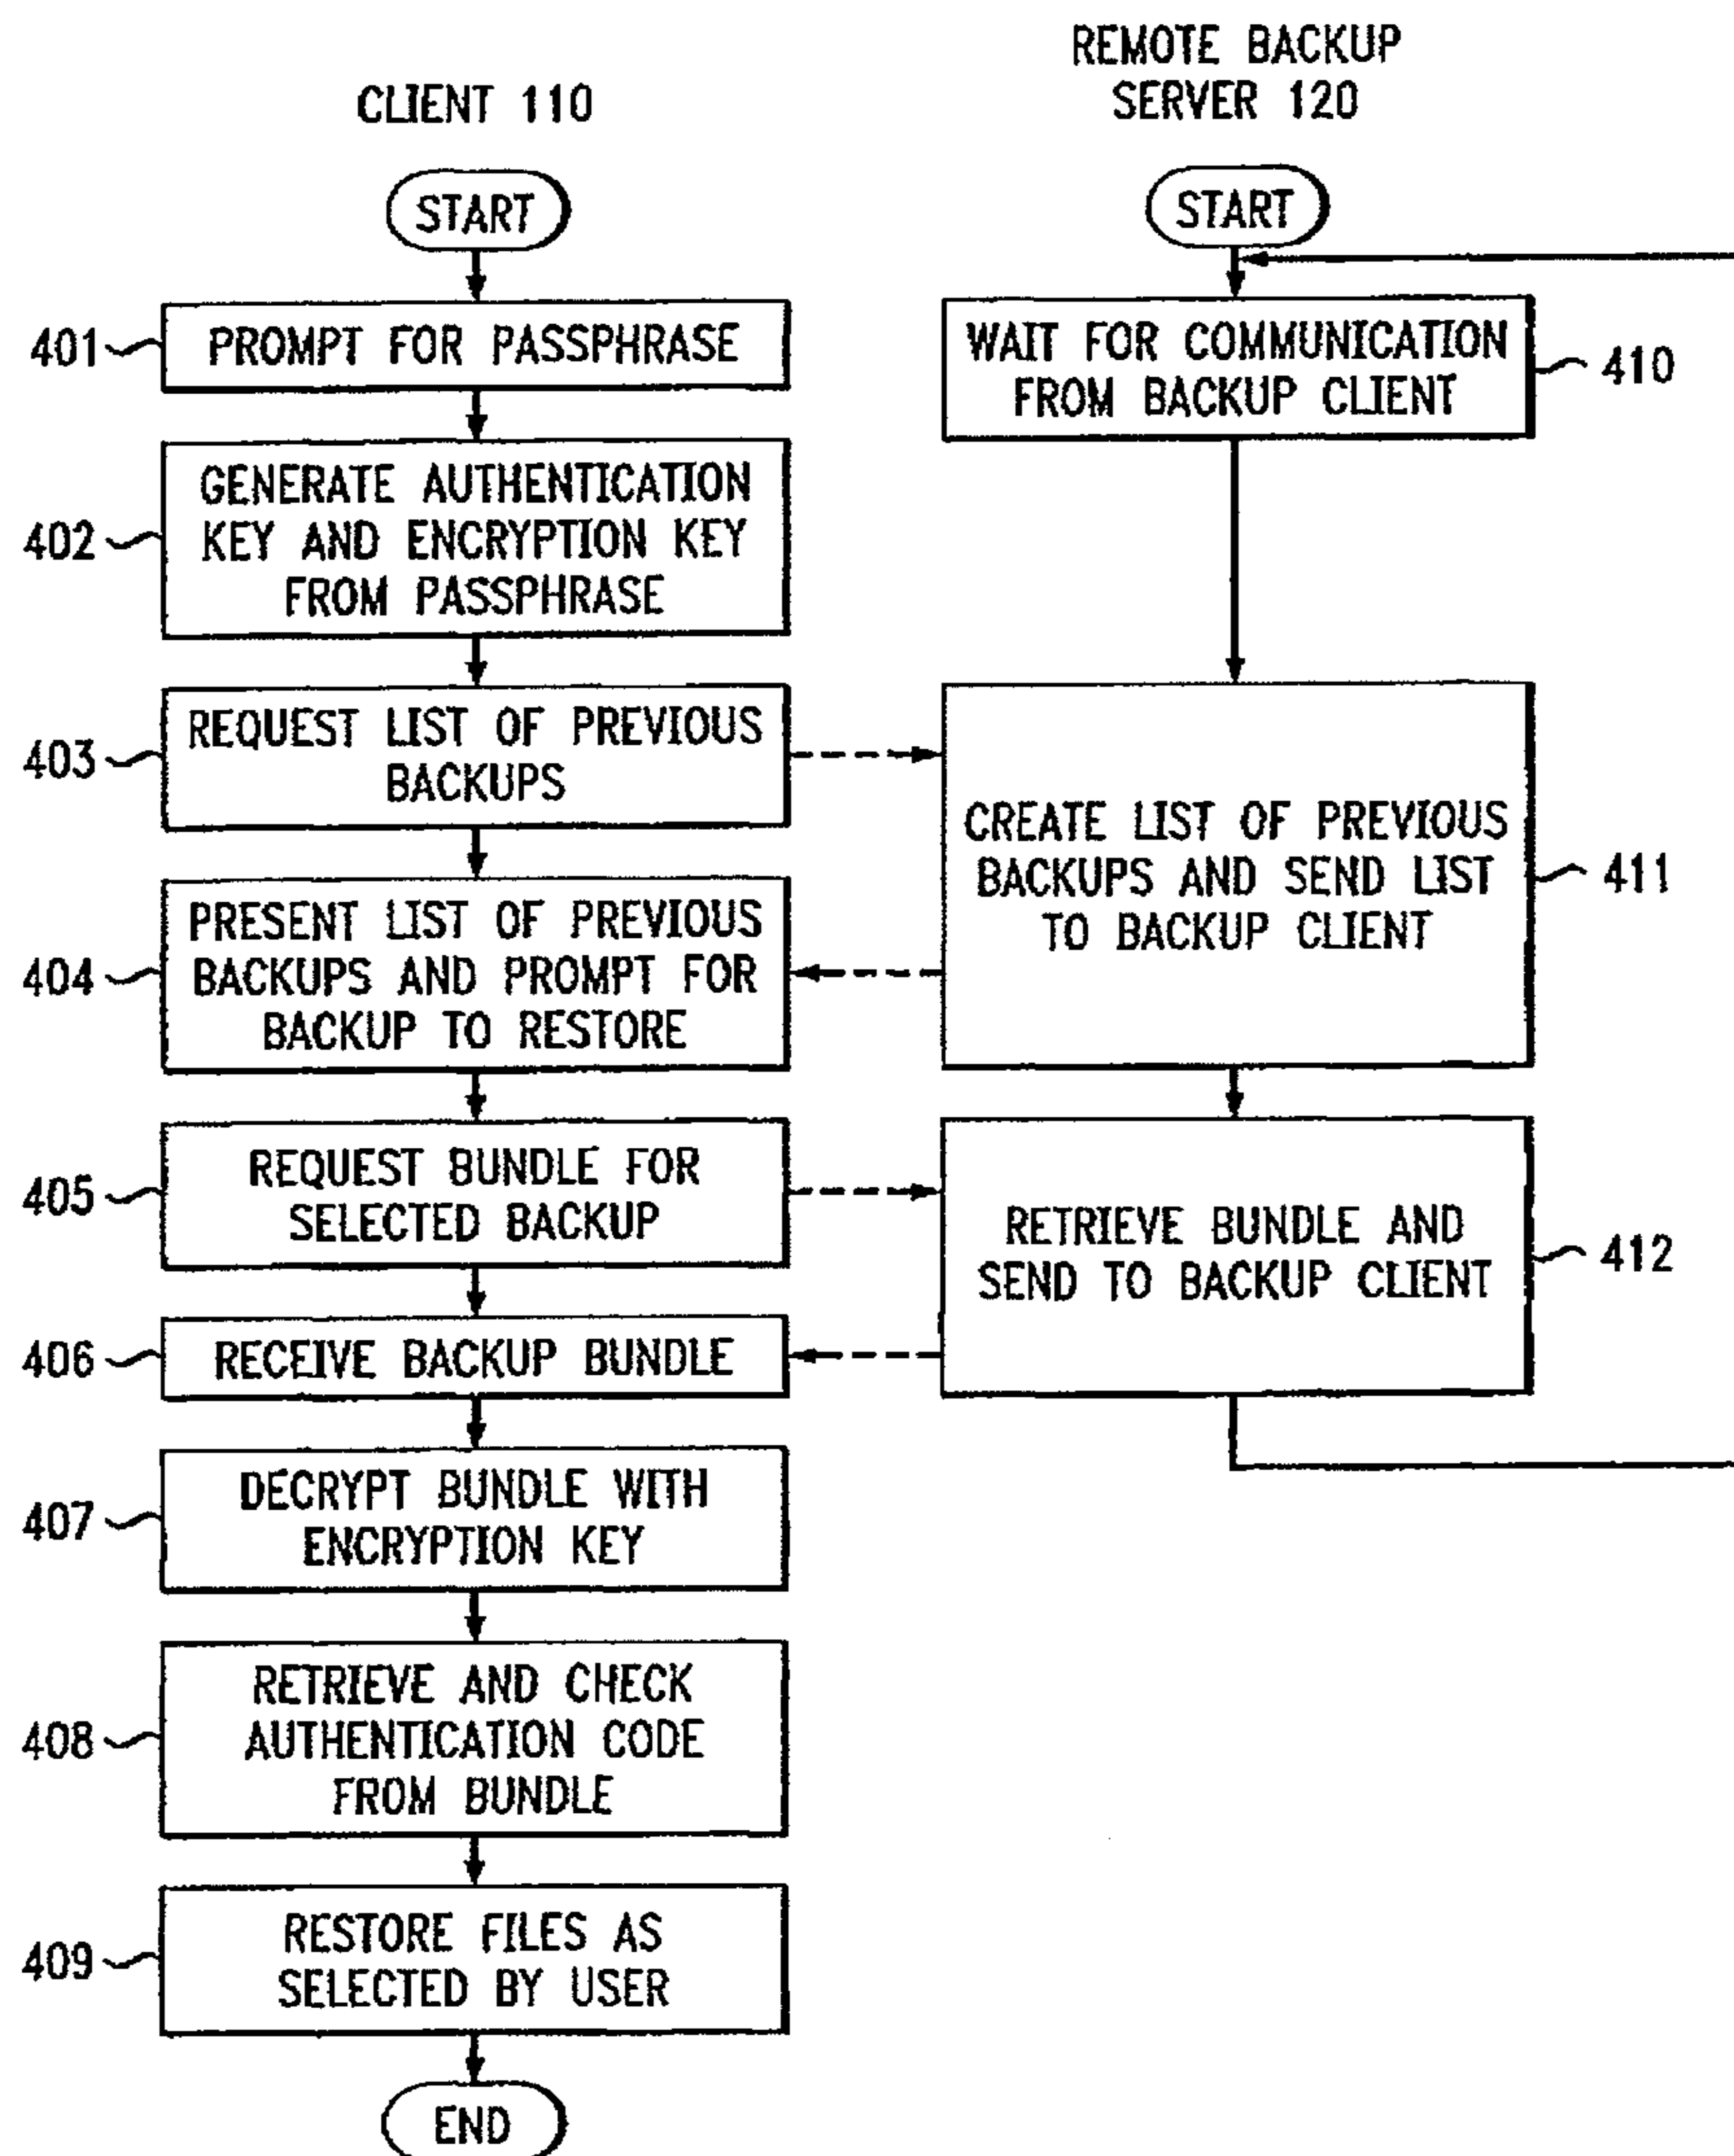 CLIENT 110
START
401
PROMPT FOR PASSPHRASE
402
GENERATE AUTHENTICATION
KEY AND ENCRYPTION KEY
FROM PASSPHRASE
403
REQUEST LIST OF PREVIOUS
BACKUPS
404
PRESENT LIST OF PREVIOUS
BACKUPS AND PROMPT FOR
BACKUP TO RESTORE
405
REQUEST BUNDLE FOR
SELECTED BACKUP
406
RECEIVE BACKUP BUNDLE
407
DECRYPT BUNDLE WITH
ENCRYPTION KEY
408
RETRIEVE AND CHECK
AUTHENTICATION CODE
FROM BUNDLE
409
RESTORE FILES AS
SELECTED BY USER
END
REMOTE BACKUP
SERVER 120
START
WAIT FOR COMMUNICATION
FROM BACKUP CLIENT
410
CREATE LIST OF PREVIOUS
BACKUPS AND SEND LIST
TO BACKUP CLIENT
411
RETRIEVE BUNDLE AND
SEND TO BACKUP CLIENT
412